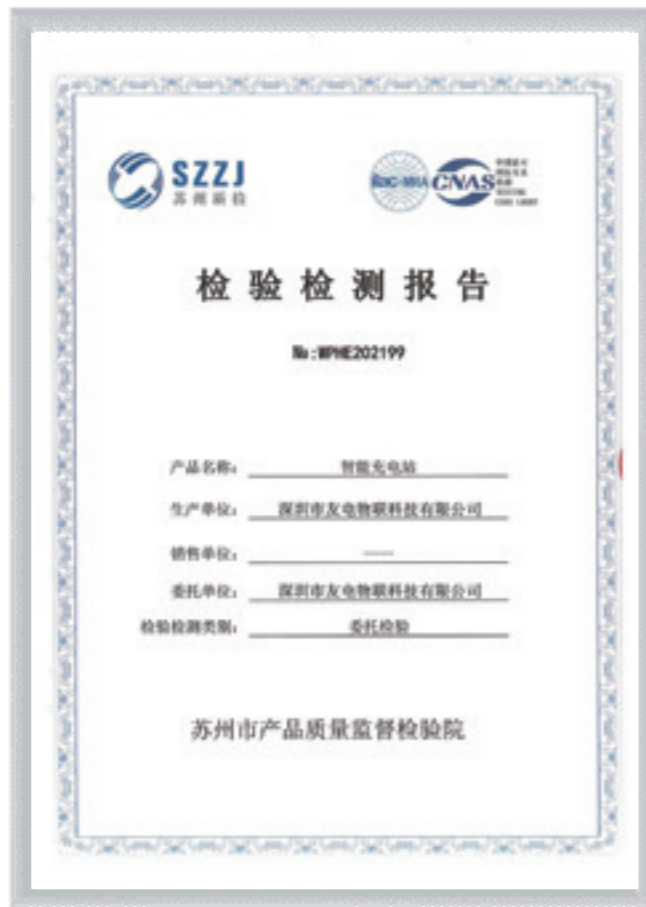 SZZJ
苏州质检
ilac-MRA
CNAS
检验检测报告
No:WPHE202199
产品名称： 智能充电站
生产单位： 深圳市友电物联科技有限公司
销售单位： ——
委托单位： 深圳市友电物联科技有限公司
检验检测类别： 委托检验
苏州市产品质量监督检验院